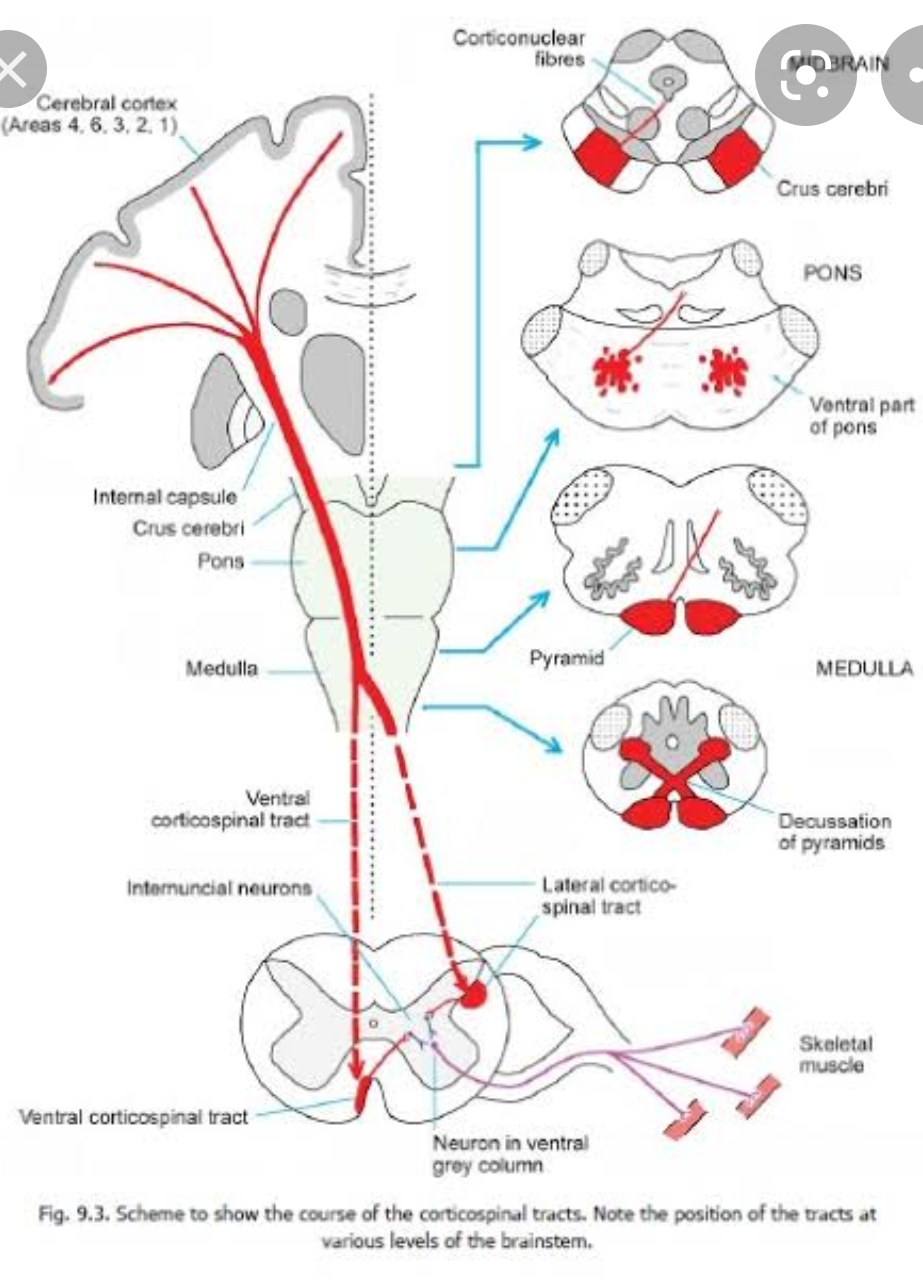 Corticonuclear
fibres
MIDBRAIN
Cerebral cortex
(Areas 4, 6, 3, 2, 1)
Crus cerebri
PONS
Ventral part
of pons
Internal capsule
Crus cerebri
Pons
Pyramid
Medulla
MEDULLA
Ventral
corticospinal tract
Decussation
of pyramids
Internuncial neurons
Lateral cortico-
spinal tract
Skeletal
muscle
Ventral corticospinal tract
Neuron in ventral
grey column
Fig. 9.3. Scheme to show the course of the corticospinal tracts. Note the position of the tracts at
various levels of the brainstem.